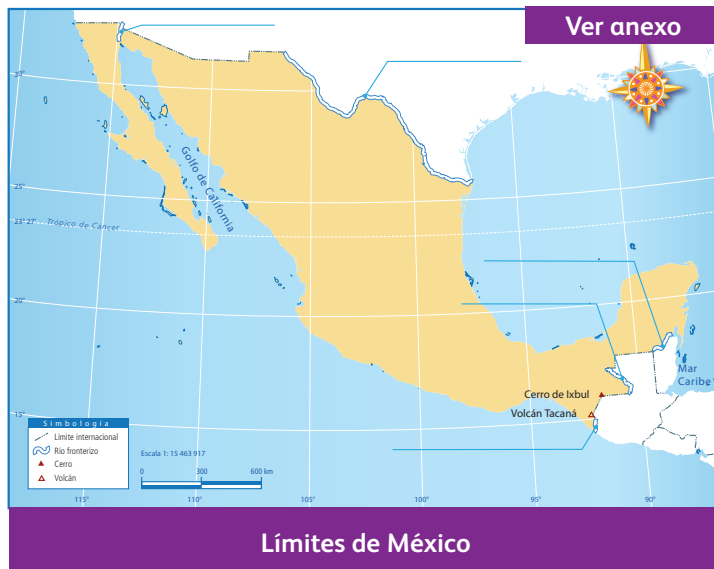 Ver anexo
30°
25°
23° 27'
Trópico de Cáncer
20°
15°
Golfo de California
Mar
Caribe
Cerro de Ixbul
Volcán Tacaná
Simbología
Límite internacional
Río fronterizo
Cerro
Volcán
Escala 1: 15 463 917
0 300 600 km
115° 110° 105° 100° 95° 90°
Límites de México